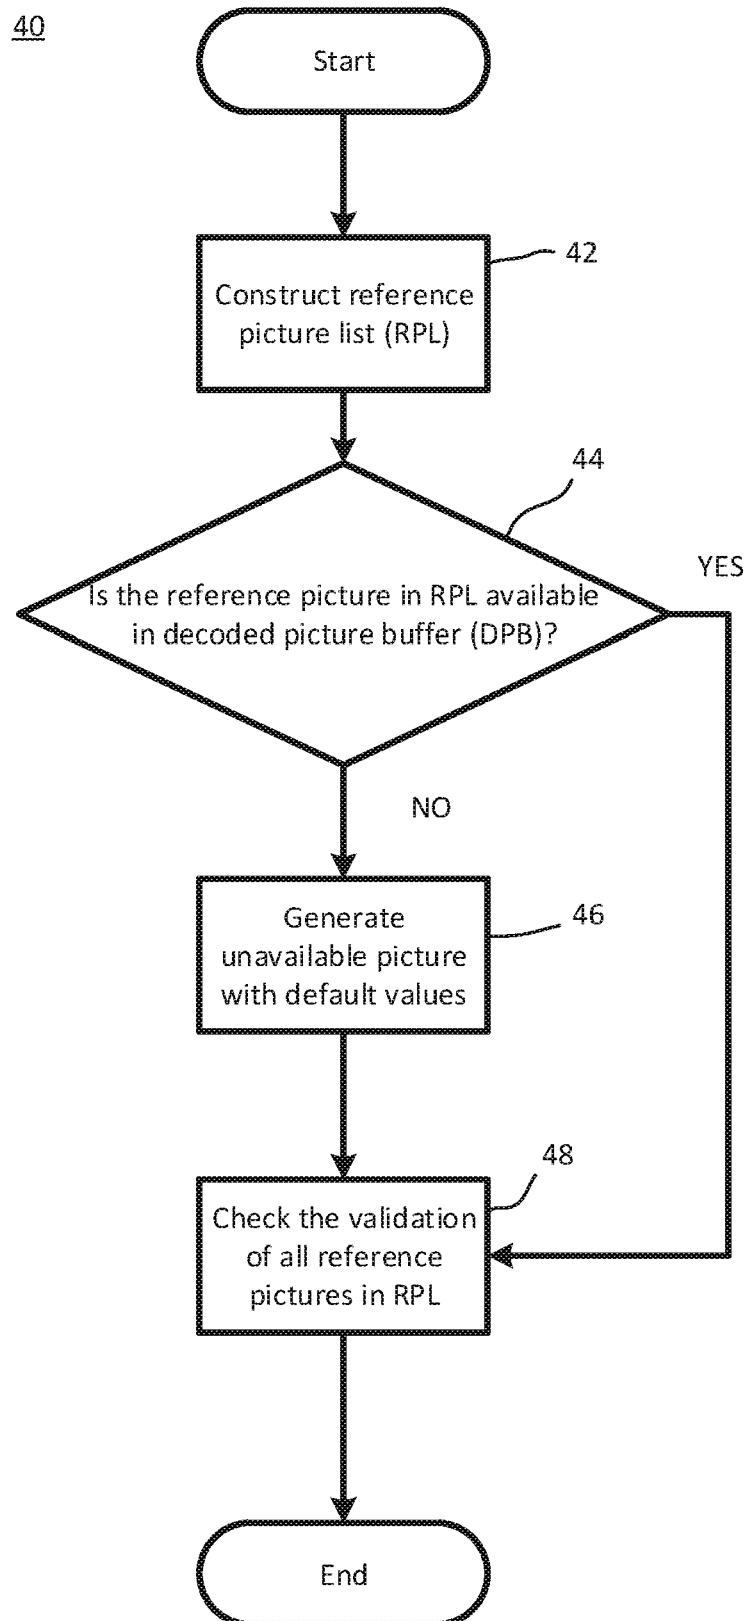 40
Start
42
Construct reference
picture list (RPL)
44
YES
Is the reference picture in RPL available
in decoded picture buffer (DPB)?
NO
46
Generate
unavailable picture
with default values
48
Check the validation
of all reference
pictures in RPL
End